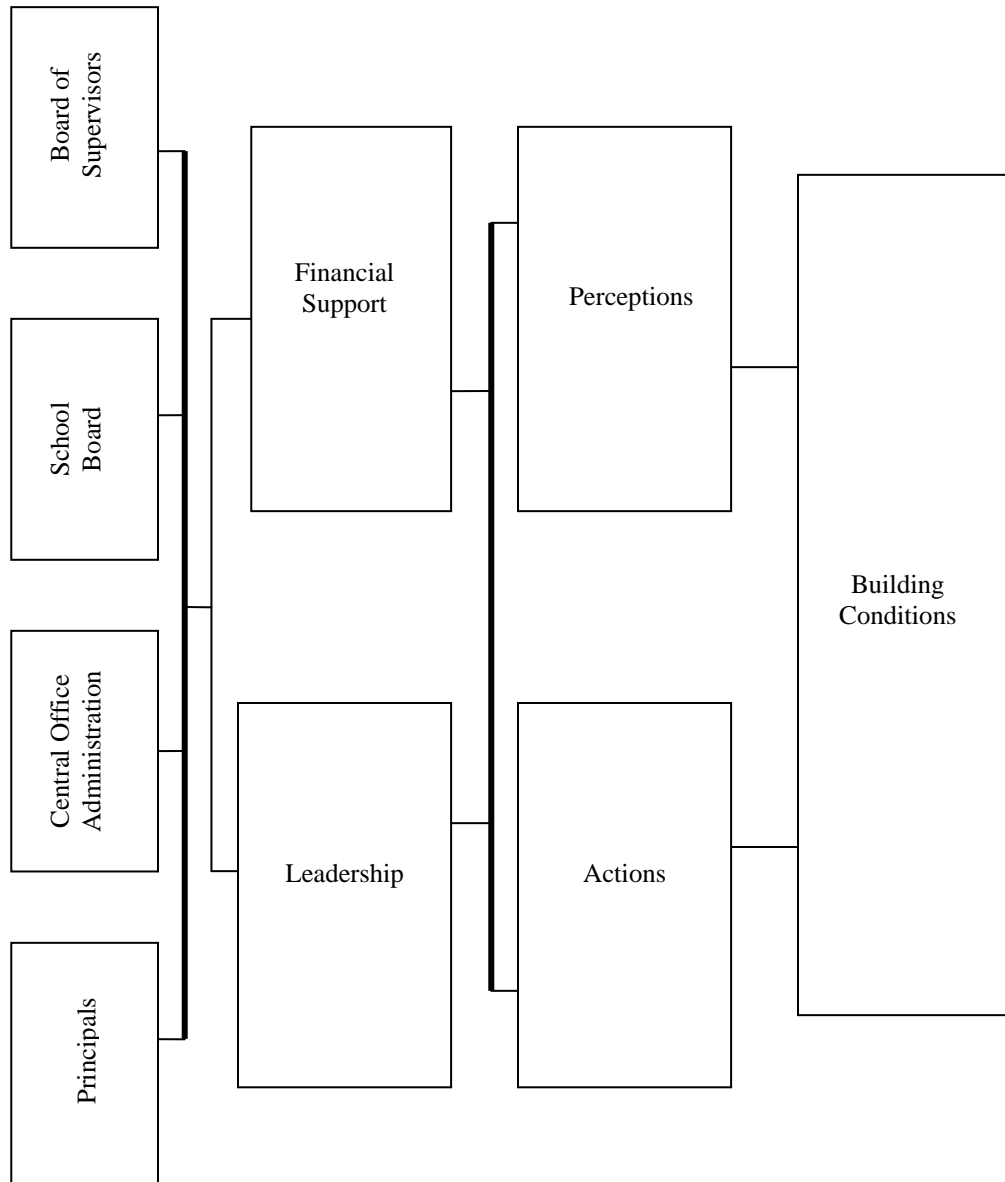 Board of
Supervisors
School
Board
Central Office
Administration
Principals
Financial
Support
Leadership
Perceptions
Actions
Building
Conditions